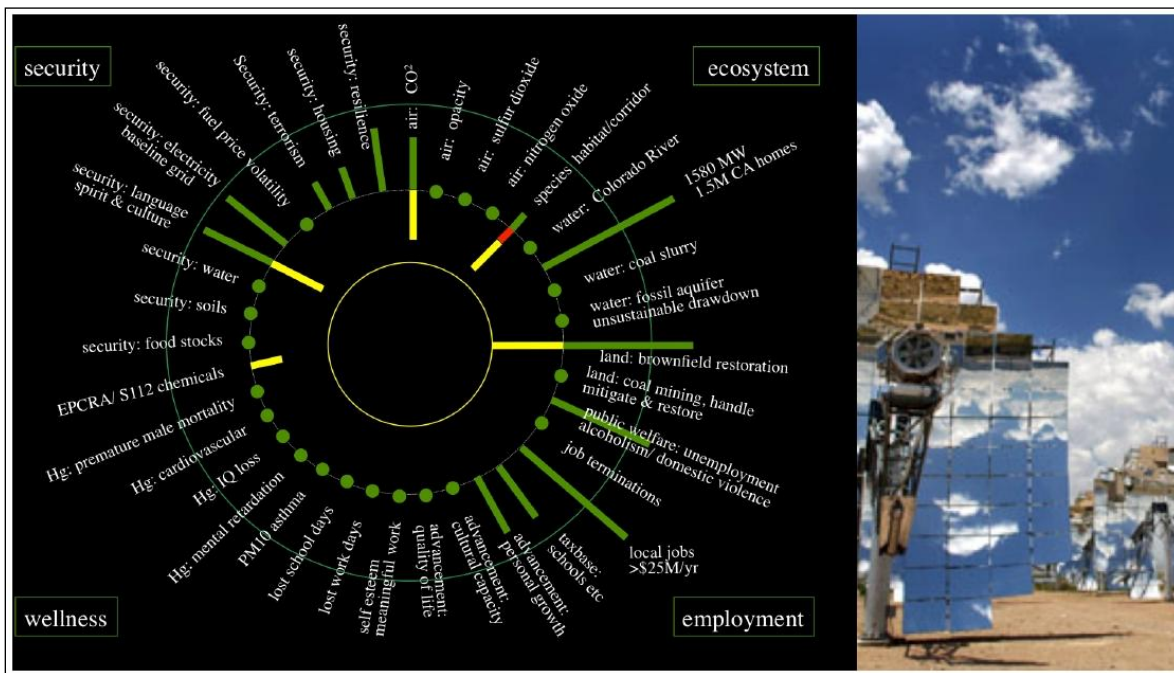 security
ecosystem
air: CO²
air: opacity
air: sulfur dioxide
air: nitrogen oxide
species
habitat/corridor
water: Colorado River
1580 MW
1.5M CA homes
water: coal slurry
water: fossil aquifer
unsustainable drawdown
land: brownfield restoration
land: coal mining, handle
mitigate & restore
public welfare: unemployment
alcoholism/ domestic violence
job terminations
local jobs
>$25M/yr
taxbase:
schools etc
advancement:
personal growth
advancement:
cultural capacity
advancement:
quality of life
self esteem
meaningful work
lost work days
lost school days
PM10 asthma
Hg: mental retardation
Hg: IQ loss
Hg: cardiovascular
Hg: premature male mortality
EPCRA/ S112 chemicals
security: food stocks
security: soils
security: water
security: language
spirit & culture
security: electricity
baseline grid
security: fuel price volatility
Security: terrorism
security: housing
security: resilience
wellness
employment